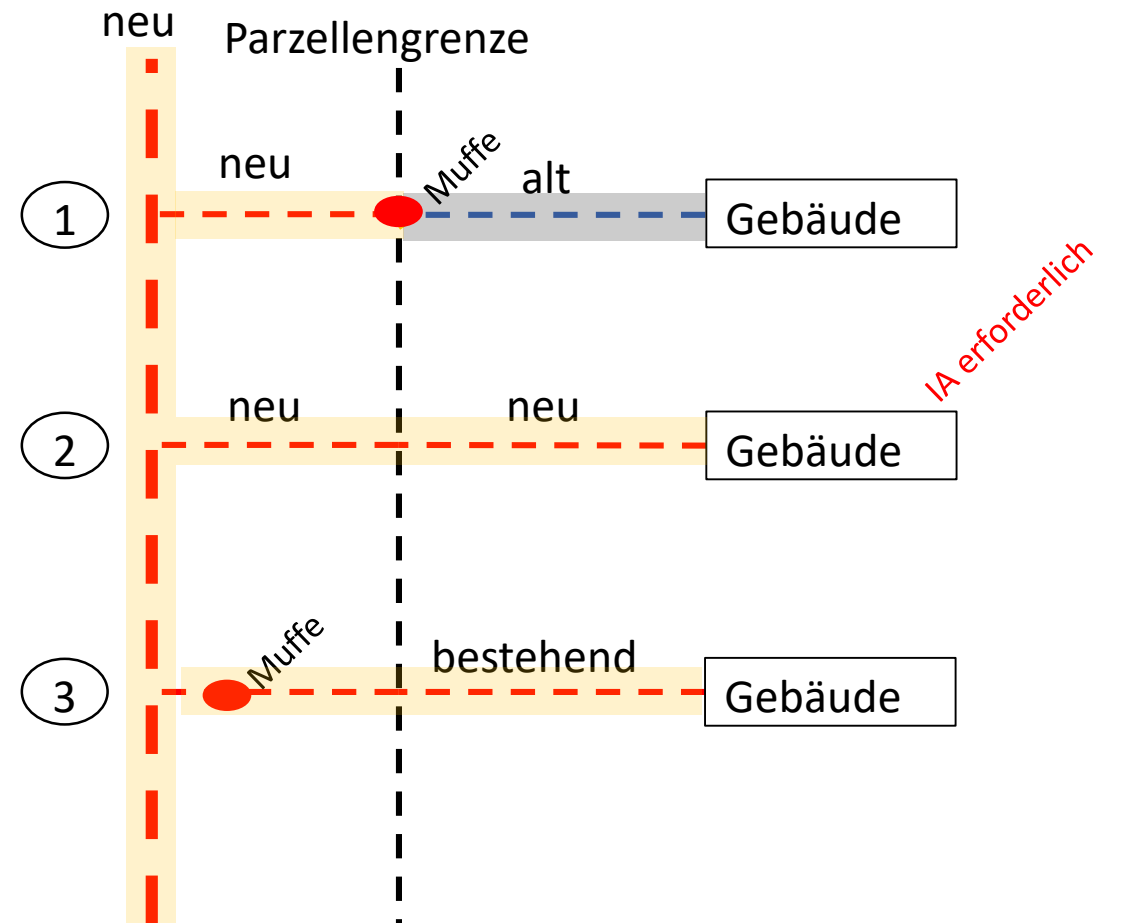 neu
Parzellengrenze
neu
Muffe
alt
1
Gebäude
IA erforderlich
neu
neu
2
Gebäude
Muffe
bestehend
3
Gebäude